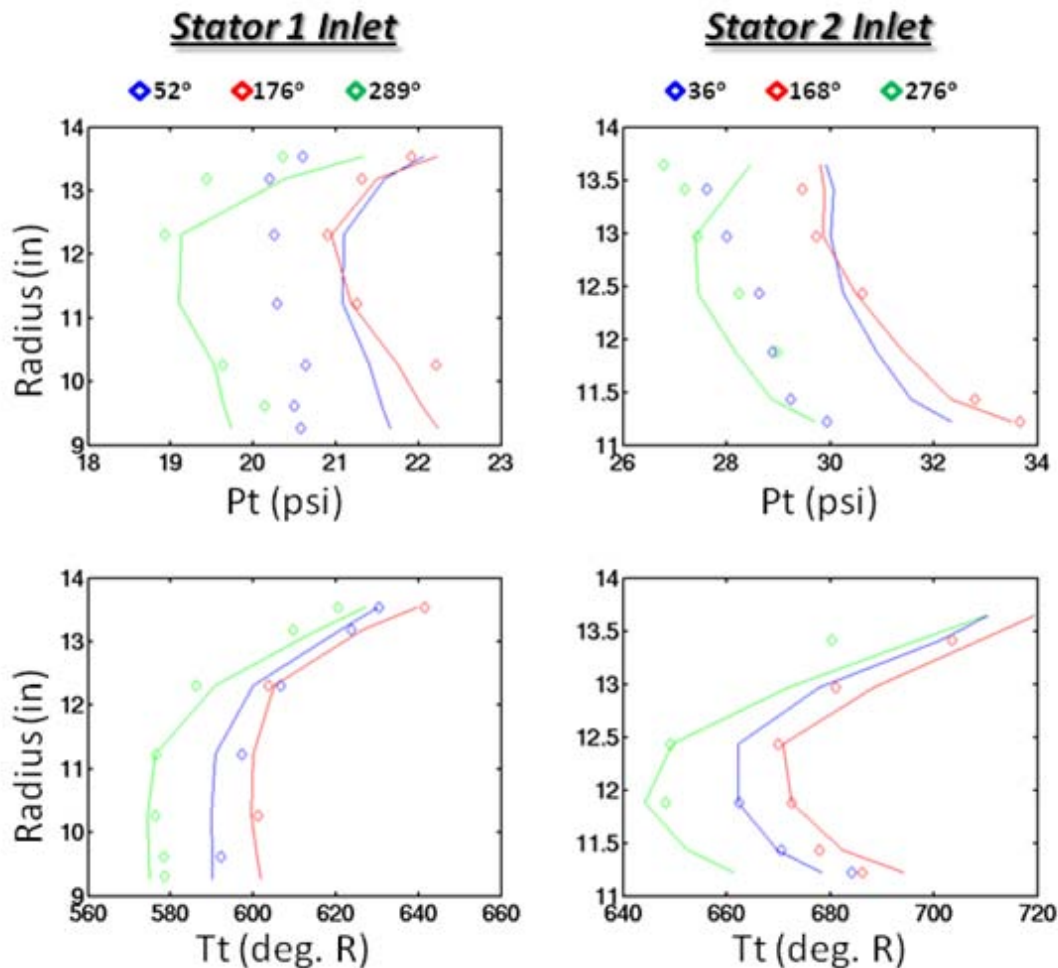 Stator 1 Inlet
Stator 2 Inlet
52° 176° 289°
36° 168° 276°
14
13
12
11
10
9
Radius (in)
18 19 20 21 22 23
Pt (psi)
14
13.5
13
12.5
12
11.5
11
26 28 30 32 34
Pt (psi)
14
13
12
11
10
9
Radius (in)
560 580 600 620 640 660
Tt (deg. R)
14
13.5
13
12.5
12
11.5
11
640 660 680 700 720
Tt (deg. R)